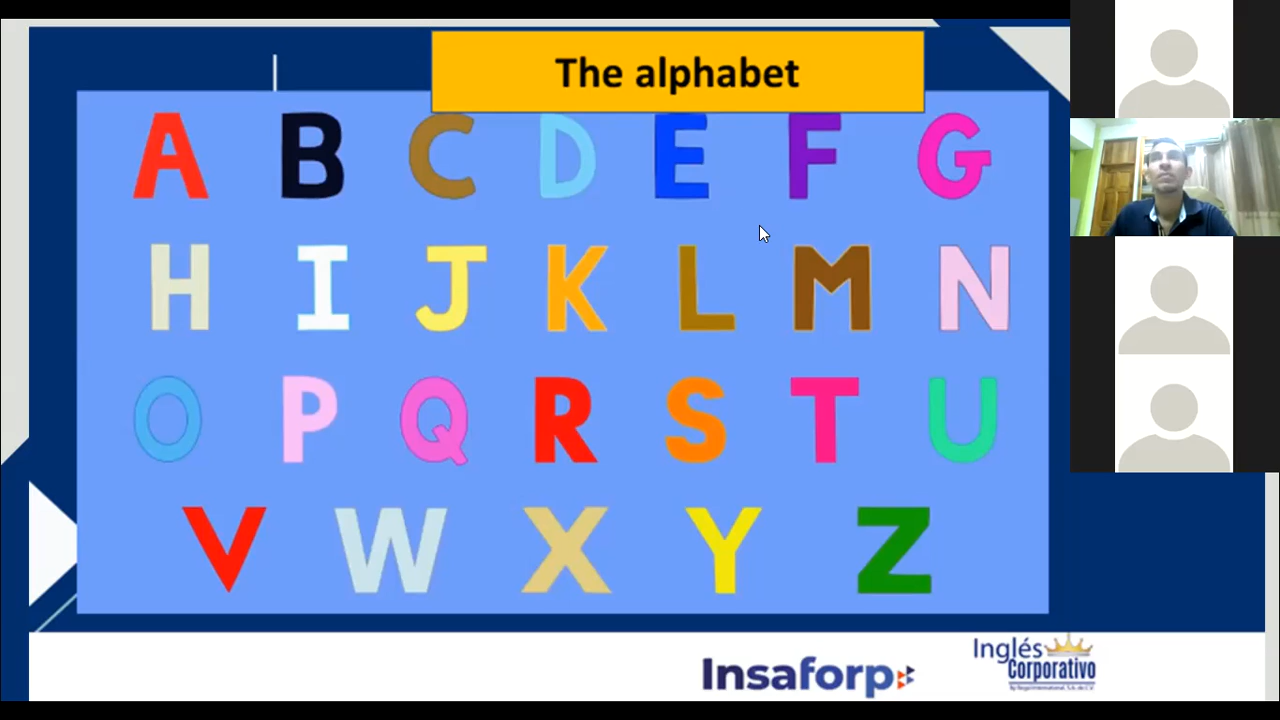 The alphabet
A B C D E F G
H I J K L M N
O P Q R S T U
V W X Y Z
Insaforp
Inglés
Corporativo